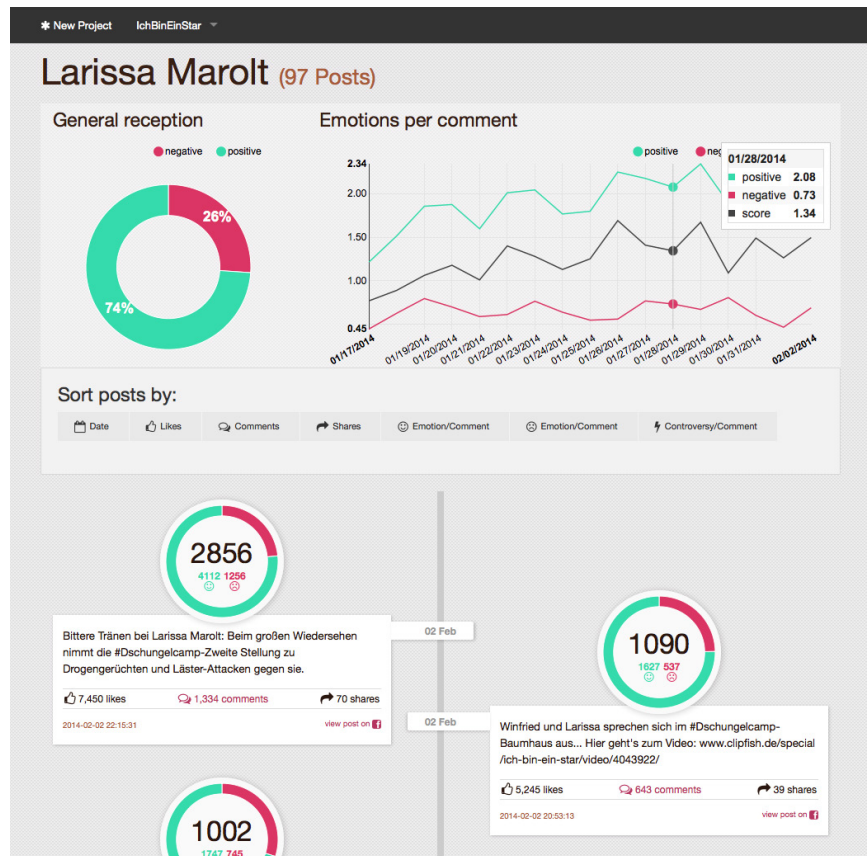 ✱ New Project IchBinEinStar
Larissa Marolt (97 Posts)
General reception
negative positive
26%
74%
Emotions per comment
positive
01/28/2014
positive 2.08
negative 0.73
score 1.34
2.34
2.00
1.50
1.00
0.45
01/17/2014 01/19/2014 01/20/2014 01/21/2014 01/22/2014 01/23/2014 01/24/2014 01/25/2014 01/26/2014 01/27/2014 01/28/2014 01/29/2014 01/30/2014 01/31/2014 02/02/2014
Sort posts by:
Date Likes Comments Shares Emotion/Comment Emotion/Comment Controversy/Comment
2856
4112 1256
02 Feb
Bittere Tränen bei Larissa Marolt: Beim großen Wiedersehen
nimmt die #Dschungelcamp-Zweite Stellung zu
Drogengerüchten und Läster-Attacken gegen sie.
7,450 likes 1,334 comments 70 shares
2014-02-02 22:15:31 view post on f
1090
1627 537
02 Feb
Winfried und Larissa sprechen sich im #Dschungelcamp-
Baumhaus aus... Hier geht's zum Video: www.clipfish.de/special
/ich-bin-ein-star/video/4043922/
5,245 likes 643 comments 39 shares
2014-02-02 20:53:13 view post on f
1002
1747 745